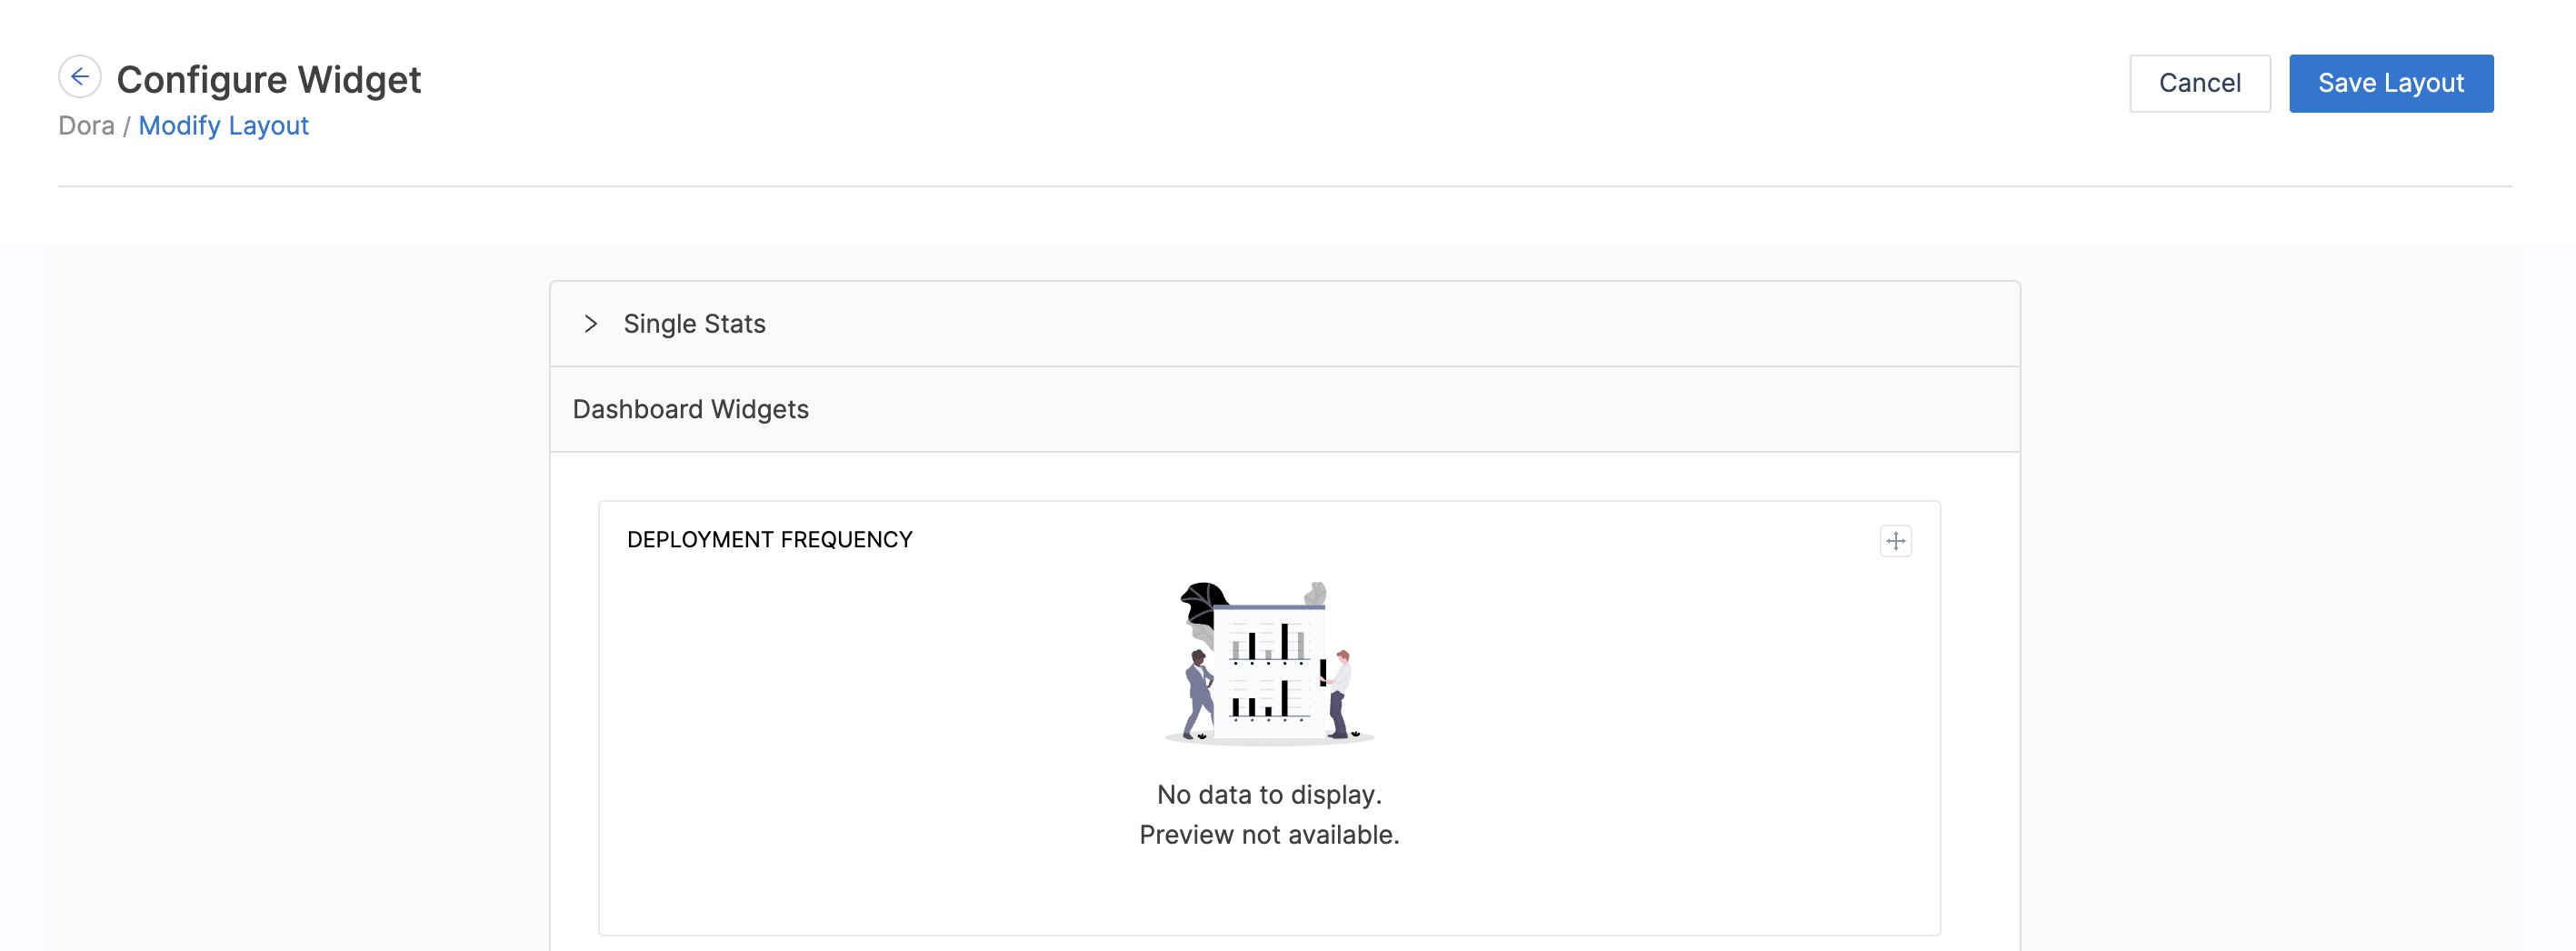 Configure Widget
Dora / Modify Layout
Cancel
Save Layout
Single Stats
Dashboard Widgets
DEPLOYMENT FREQUENCY
No data to display.
Preview not available.